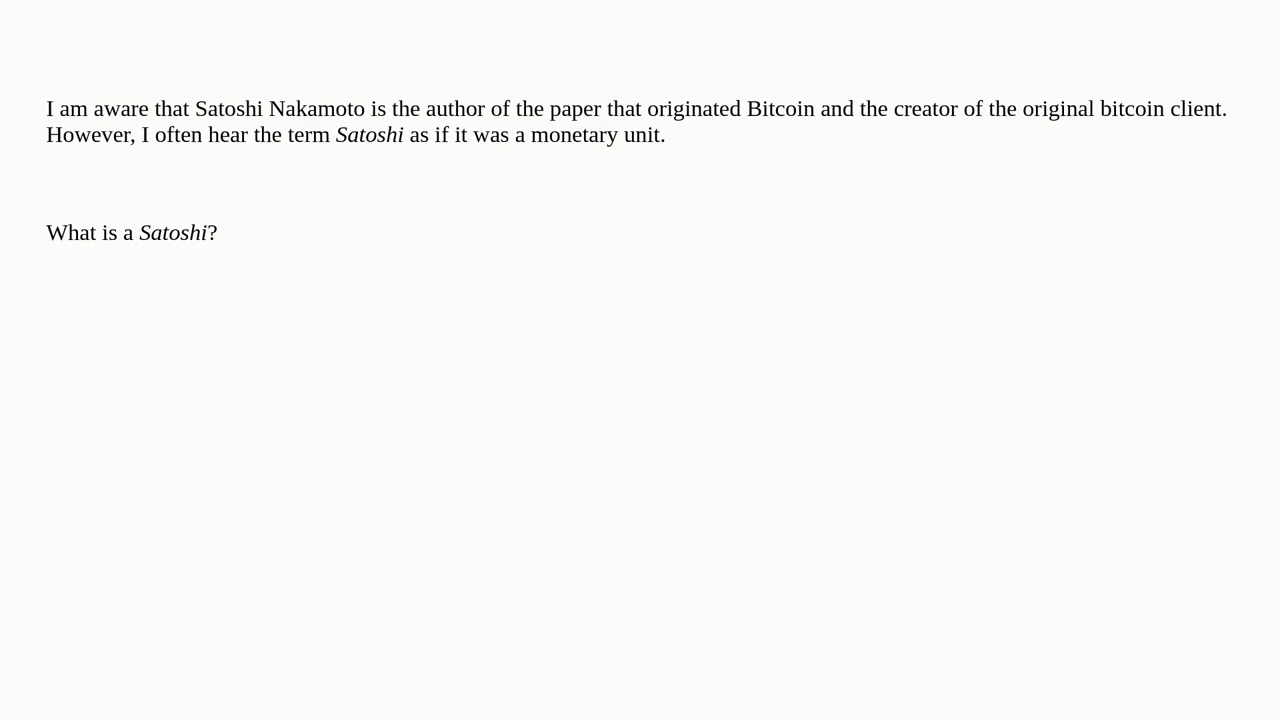 I am aware that Satoshi Nakamoto is the author of the paper that originated Bitcoin and the creator of the original bitcoin client.
However, I often hear the term Satoshi as if it was a monetary unit.
What is a Satoshi?